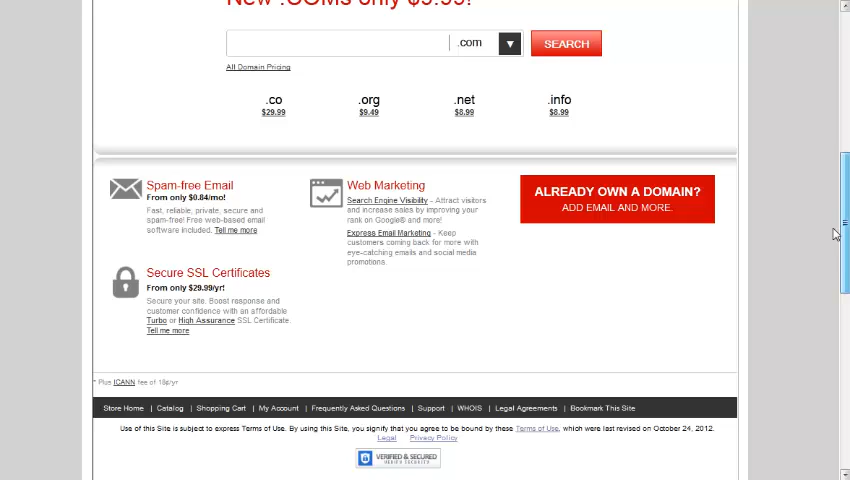 New .COMs only $9.99!
.com
SEARCH
All Domain Pricing
.co
.org
.net
.info
$29.99
$9.49
$8.99
$8.99
Spam-free Email
From only $0.84/mo!
Fast, reliable, private, secure and
spam-free! Free web-based email
software included. Tell me more
Web Marketing
Search Engine Visibility - Attract visitors
and increase sales by improving your
rank on Google® and more!
Express Email Marketing - Keep
customers coming back for more with
eye-catching emails and social media
promotions.
ALREADY OWN A DOMAIN?
ADD EMAIL AND MORE.
Secure SSL Certificates
From only $29.99/yr!
Secure your site. Boost response and
customer confidence with an affordable
Turbo or High Assurance SSL Certificate.
Tell me more
* Plus ICANN fee of 18¢/yr
Store Home | Catalog | Shopping Cart | My Account | Frequently Asked Questions | Support | WHOIS | Legal Agreements | Bookmark This Site
Use of this Site is subject to express Terms of Use. By using this Site, you signify that you agree to be bound by these Terms of Use, which were last revised on October 24, 2012.
Legal Privacy Policy
VERIFIED & SECURED